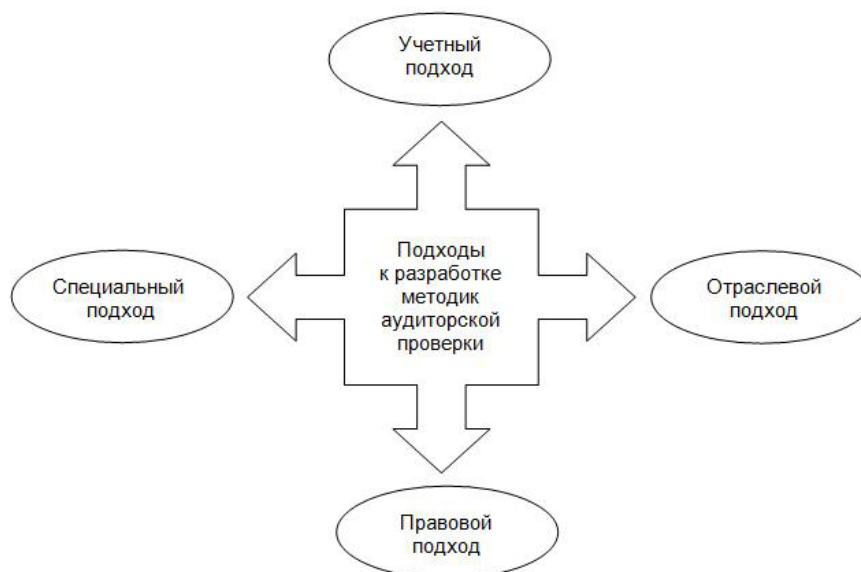 Учетный
подход
Специальный
подход
Подходы
к разработке
методик
аудиторской
проверки
Отраслевой
подход
Правовой
подход